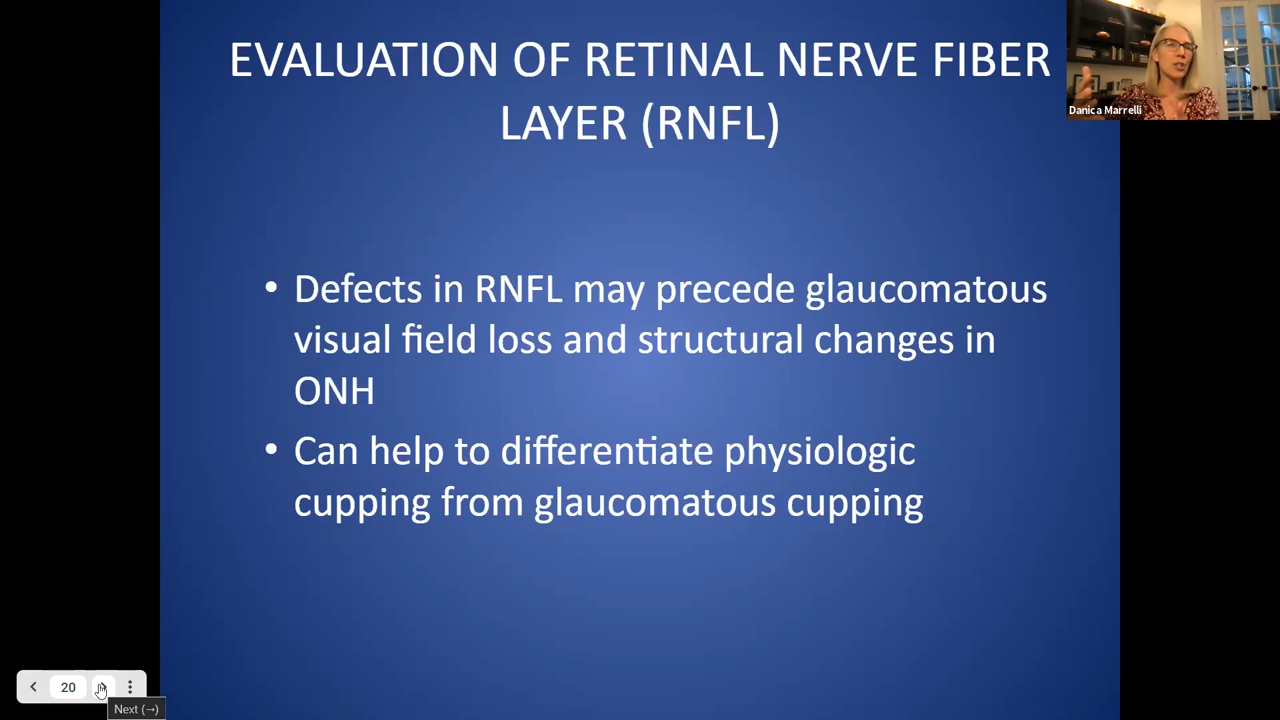 EVALUATION OF RETINAL NERVE FIBER
LAYER (RNFL)
Danica Marrelli
• Defects in RNFL may precede glaucomatous
visual field loss and structural changes in
ONH
• Can help to differentiate physiologic
cupping from glaucomatous cupping
20
Next (→)